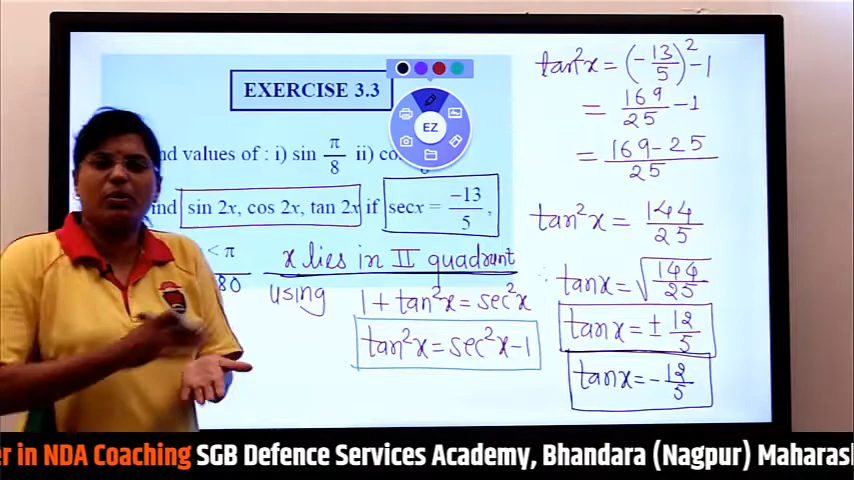 EXERCISE 3.3
EZ
nd values of : i) sin π/8 ii) co
ind sin 2x, cos 2x, tan 2x if secx = −13/5,
< π
x lies in II quadrant
80
using 1 + tan²x = sec²x
tan²x = sec²x − 1
tan²x = (−13/5)² − 1
= 169/25 − 1
= 169 − 25/25
tan²x = 144/25
∴ tanx = √144/25
tanx = ± 12/5
tanx = − 12/5
er in NDA Coaching SGB Defence Services Academy, Bhandara (Nagpur) Maharas